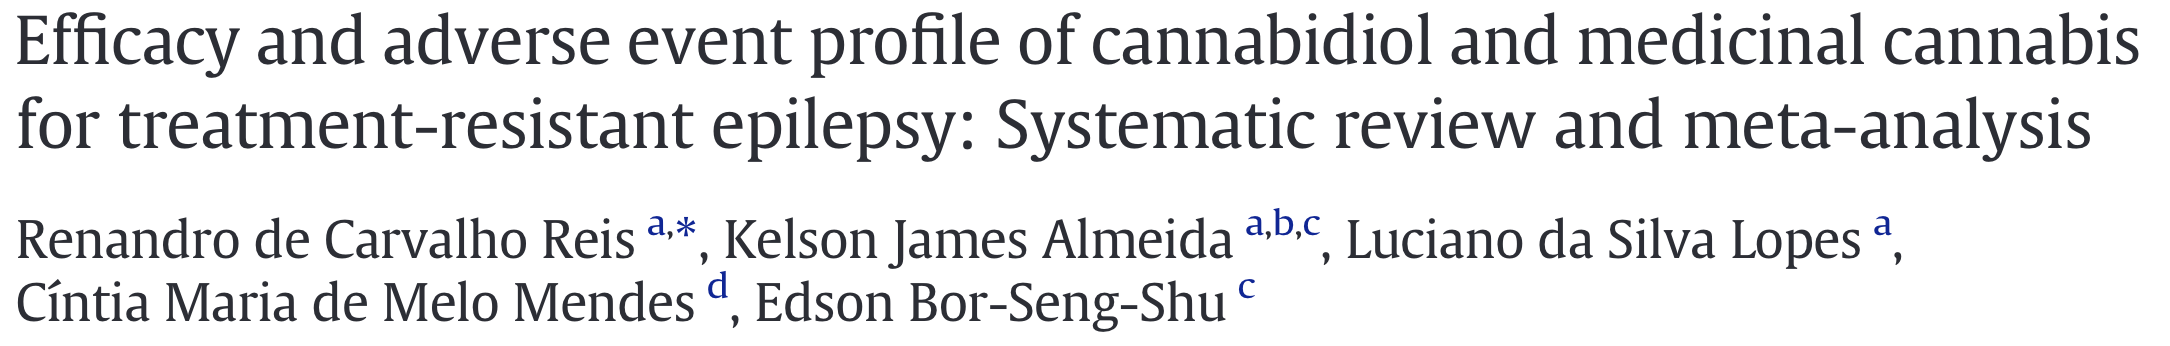 Efficacy and adverse event profile of cannabidiol and medicinal cannabis
for treatment-resistant epilepsy: Systematic review and meta-analysis
Renandro de Carvalho Reis a,*, Kelson James Almeida a,b,c, Luciano da Silva Lopes a,
Cíntia Maria de Melo Mendes d, Edson Bor-Seng-Shu c